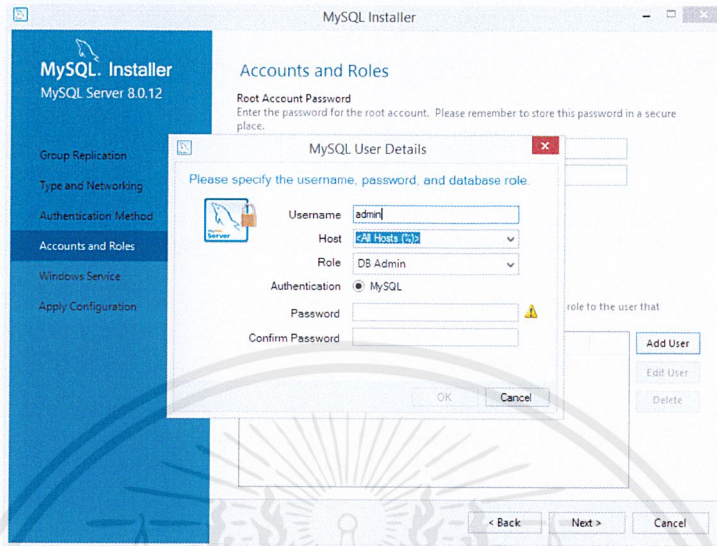 MySQL Installer
MySQL. Installer
MySQL Server 8.0.12
Group Replication
Type and Networking
Authentication Method
Accounts and Roles
Windows Service
Apply Configuration
Accounts and Roles
Root Account Password
Enter the password for the root account. Please remember to store this password in a secure
place.
MySQL User Details
Please specify the username, password, and database role.
Server
Username admin
Host <All Hosts (%)>
Role DB Admin
Authentication MySQL
Password
Confirm Password
OK Cancel
role to the user that
Add User
Edit User
Delete
< Back Next > Cancel